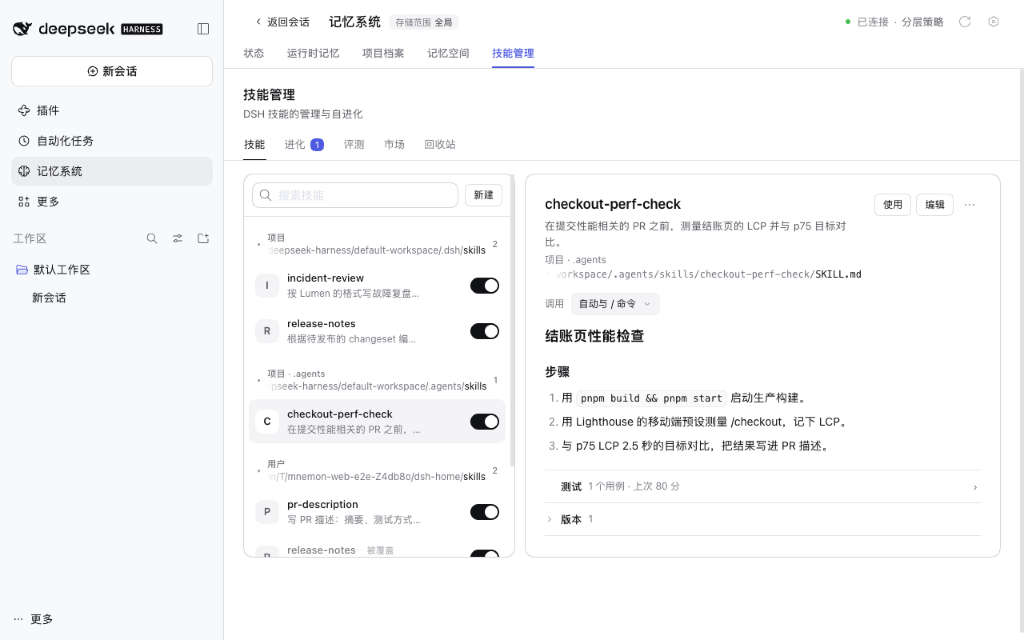 deepseek HARNESS
新会话
插件
自动化任务
记忆系统
更多
工作区
默认工作区
新会话
更多
返回会话 记忆系统 存储范围 全局
已连接 · 分层策略
状态 运行时记忆 项目档案 记忆空间 技能管理
技能管理
DSH 技能的管理与自进化
技能 进化 1 评测 市场 回收站
搜索技能 新建
项目
deepseek-harness/default-workspace/.dsh/skills 2
I incident-review
按 Lumen 的格式写故障复盘...
R release-notes
根据待发布的 changeset 编...
项目 · .agents
pseek-harness/default-workspace/.agents/skills 1
C checkout-perf-check
在提交性能相关的 PR 之前，...
用户
/T/mnemon-web-e2e-Z4db8o/dsh-home/skills 2
P pr-description
写 PR 描述：摘要、测试方式...
release-notes 被覆盖
checkout-perf-check 使用 编辑 ...
在提交性能相关的 PR 之前，测量结账页的 LCP 并与 p75 目标对
比。
项目 · .agents
workspace/.agents/skills/checkout-perf-check/SKILL.md
调用 自动与 / 命令
结账页性能检查
步骤
1. 用 pnpm build && pnpm start 启动生产构建。
2. 用 Lighthouse 的移动端预设测量 /checkout，记下 LCP。
3. 与 p75 LCP 2.5 秒的目标对比，把结果写进 PR 描述。
测试 1 个用例 · 上次 80 分
版本 1